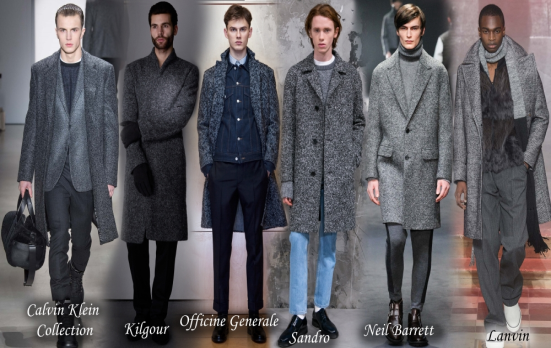 Calvin Klein
Collection
Kilgour
Officine Generale
Sandro
Neil Barrett
Lanvin